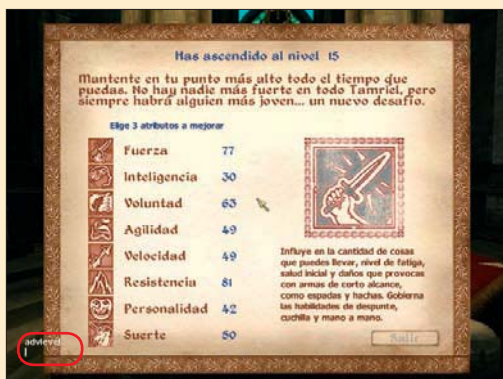 Has ascendido al nivel 15
Mantente en tu punto más alto todo el tiempo que
puedas. No hay nadie más fuerte en todo Tamriel, pero
siempre habrá alguien más joven... un nuevo desafío.
Elige 3 atributos a mejorar
Fuerza 77
Inteligencia 30
Voluntad 63
Agilidad 49
Velocidad 49
Resistencia 81
Personalidad 42
Suerte 50
Influye en la cantidad de cosas
que puedes llevar, nivel de fatiga,
salud inicial y daños que provocas
con armas de corto alcance,
como espadas y hachas. Gobierna
las habilidades de despunte,
cuchilla y mano a mano.
Salir
advlevel